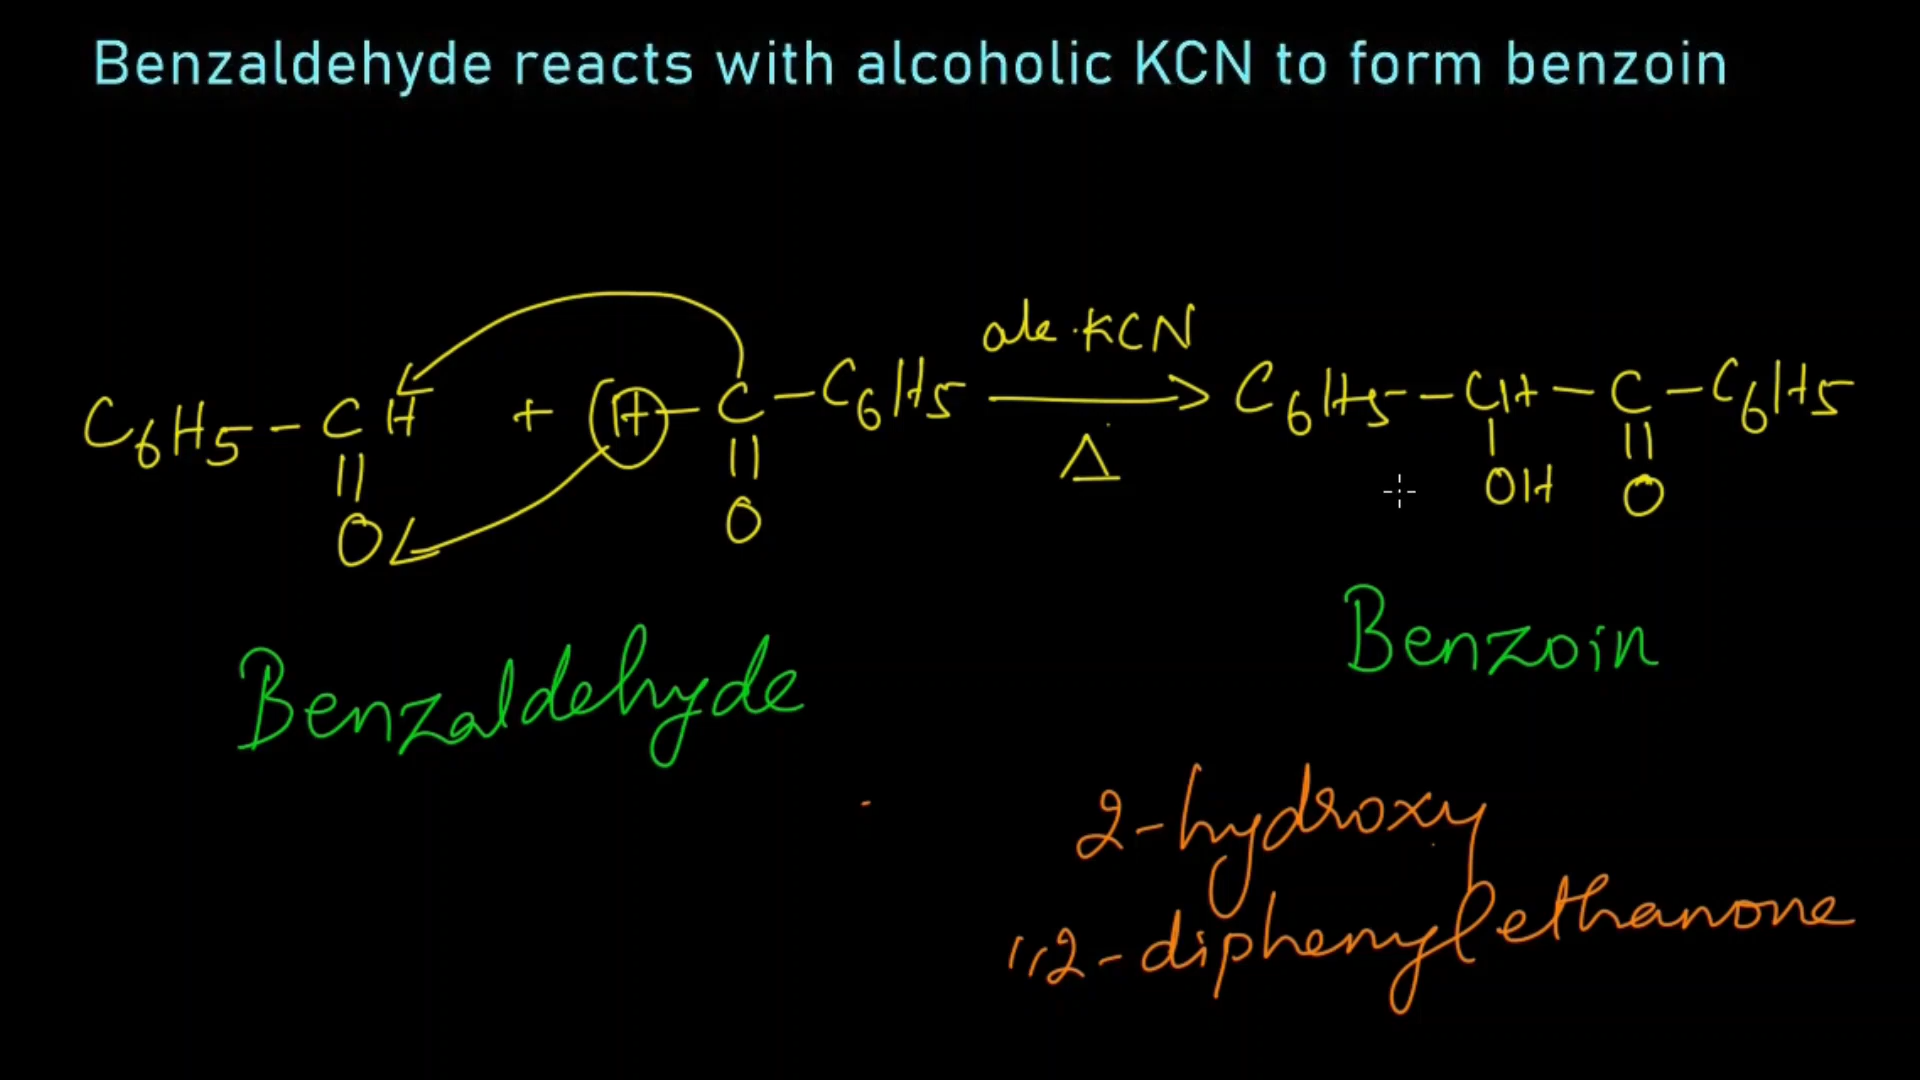 Benzaldehyde reacts with alcoholic KCN to form benzoin
alc·KCN
C6H5-CH + H-C-C6H5 → C6H5-CH-C-C6H5
Δ
|| || | ||
O O OH O
Benzaldehyde
Benzoin
2-hydroxy
1,2-diphenylethanone